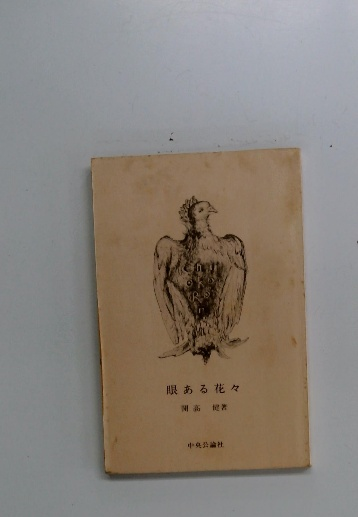 眼ある花々
開高 健著
中央公論社